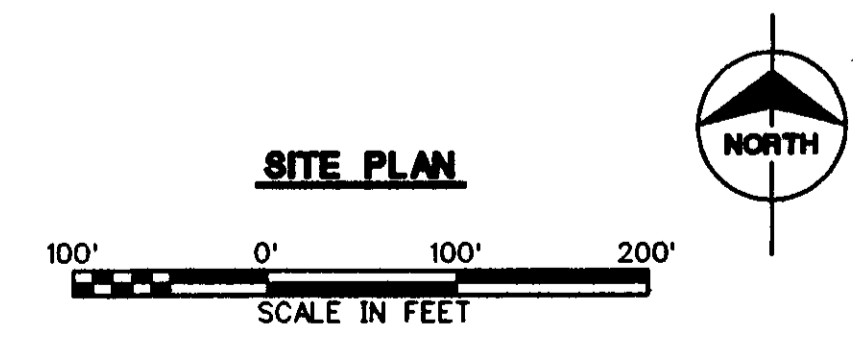 NORTH
SITE PLAN
100' 0' 100' 200'
SCALE IN FEET